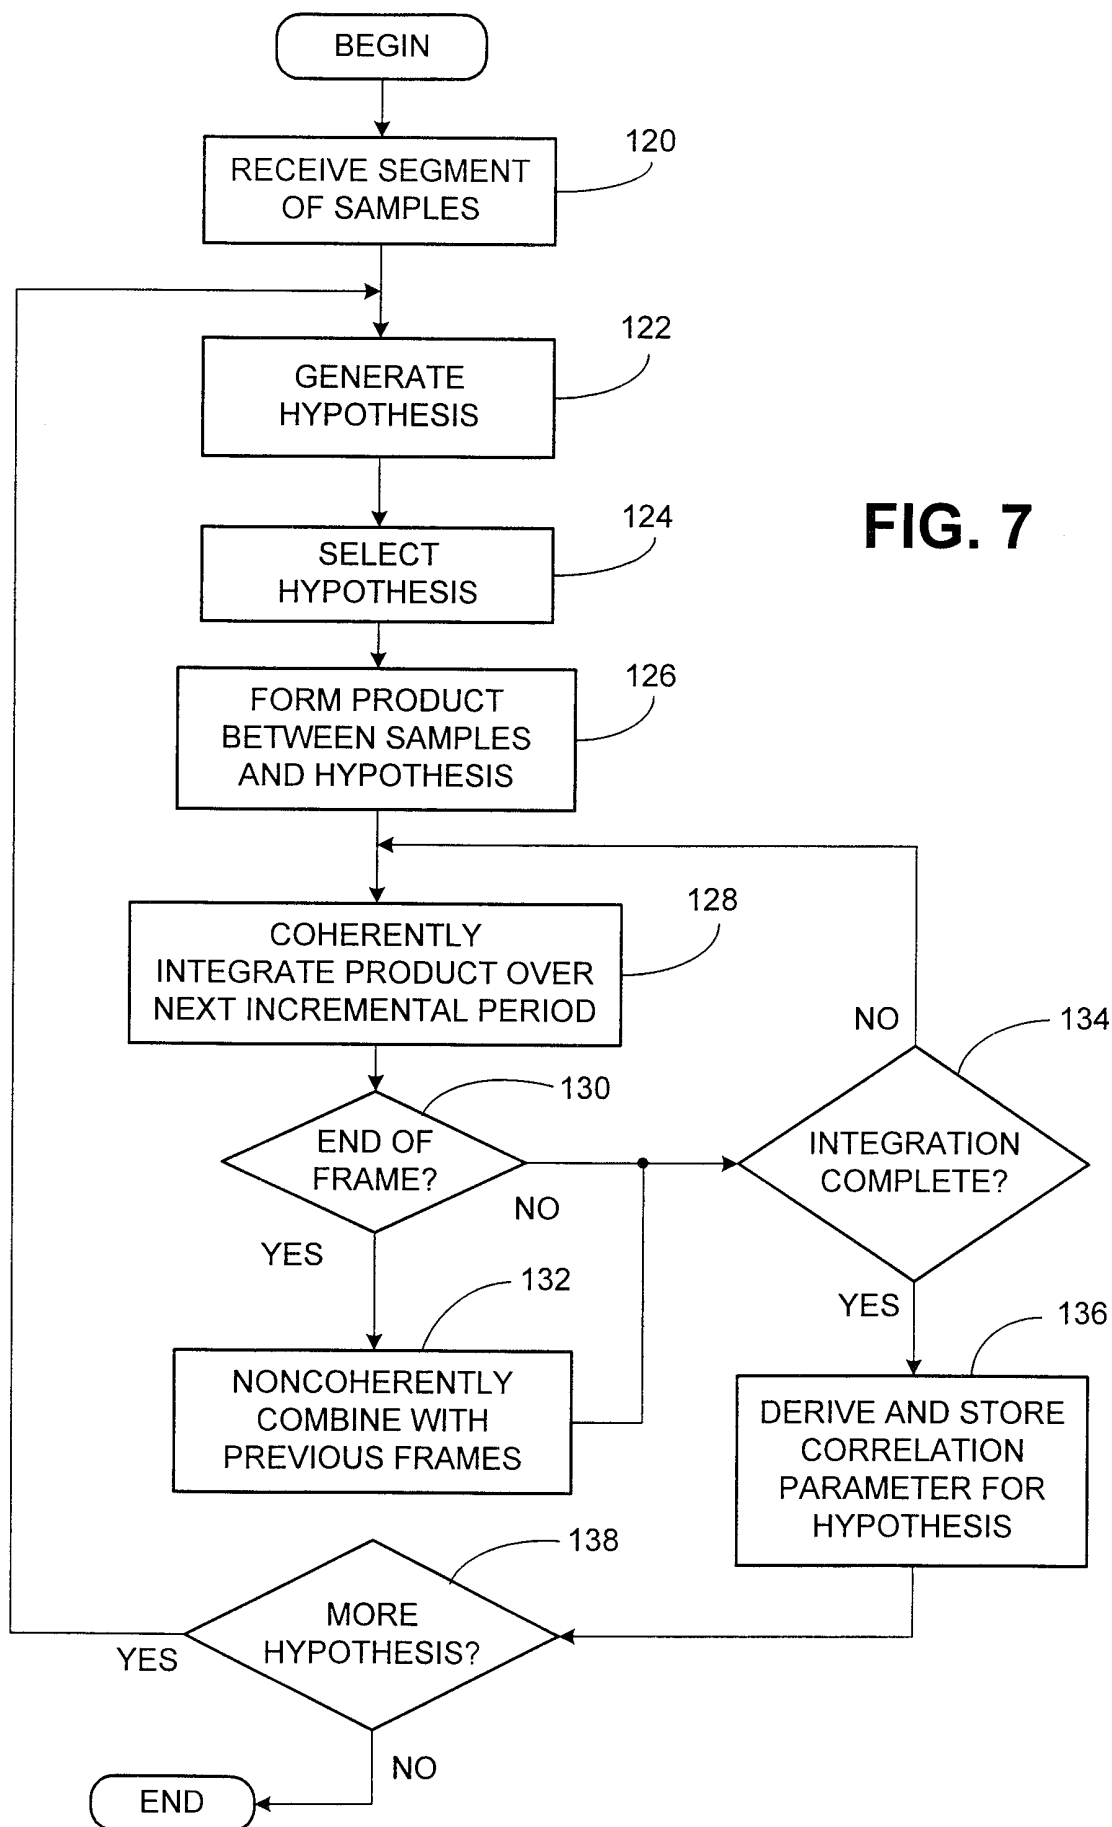 BEGIN
120
RECEIVE SEGMENT
OF SAMPLES
122
GENERATE
HYPOTHESIS
FIG. 7
124
SELECT
HYPOTHESIS
126
FORM PRODUCT
BETWEEN SAMPLES
AND HYPOTHESIS
128
COHERENTLY
INTEGRATE PRODUCT OVER
NEXT INCREMENTAL PERIOD
NO
134
130
END OF
FRAME?
INTEGRATION
COMPLETE?
NO
YES
132
YES
136
NONCOHERENTLY
COMBINE WITH
PREVIOUS FRAMES
DERIVE AND STORE
CORRELATION
PARAMETER FOR
HYPOTHESIS
138
MORE
HYPOTHESIS?
YES
NO
END